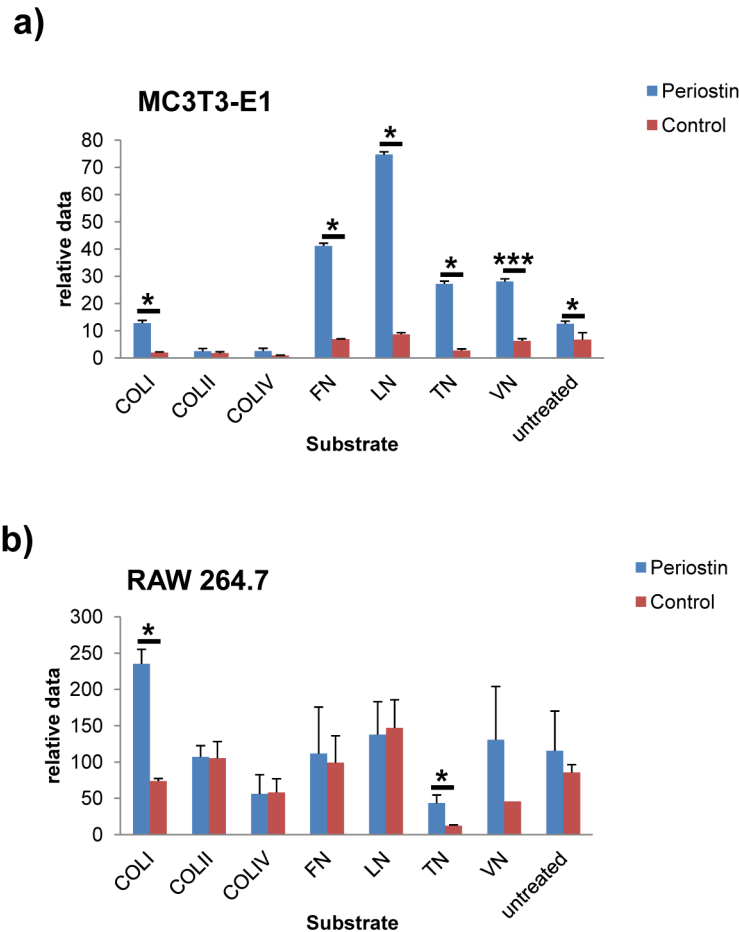 a)
MC3T3-E1
Periostin
Control
80
70
60
50
40
30
20
10
0
relative data
*
*
*
*
***
*
COLI
COLII
COLIV
FN
LN
TN
VN
untreated
Substrate
b)
RAW 264.7
Periostin
Control
300
250
200
150
100
50
0
relative data
*
*
COLI
COLII
COLIV
FN
LN
TN
VN
untreated
Substrate